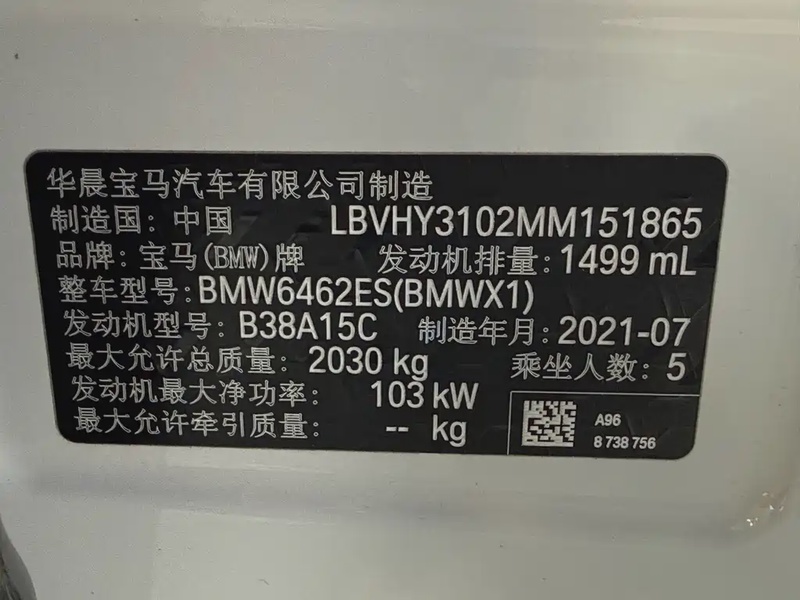 华晨宝马汽车有限公司制造
制造国: 中国 LBVHY3102MM151865
品牌: 宝马(BMW)牌 发动机排量: 1499 mL
整车型号: BMW6462ES(BMWX1)
发动机型号: B38A15C 制造年月: 2021-07
最大允许总质量: 2030 kg 乘坐人数: 5
发动机最大净功率: 103 kW
最大允许牵引质量: -- kg
A96
8 738 756